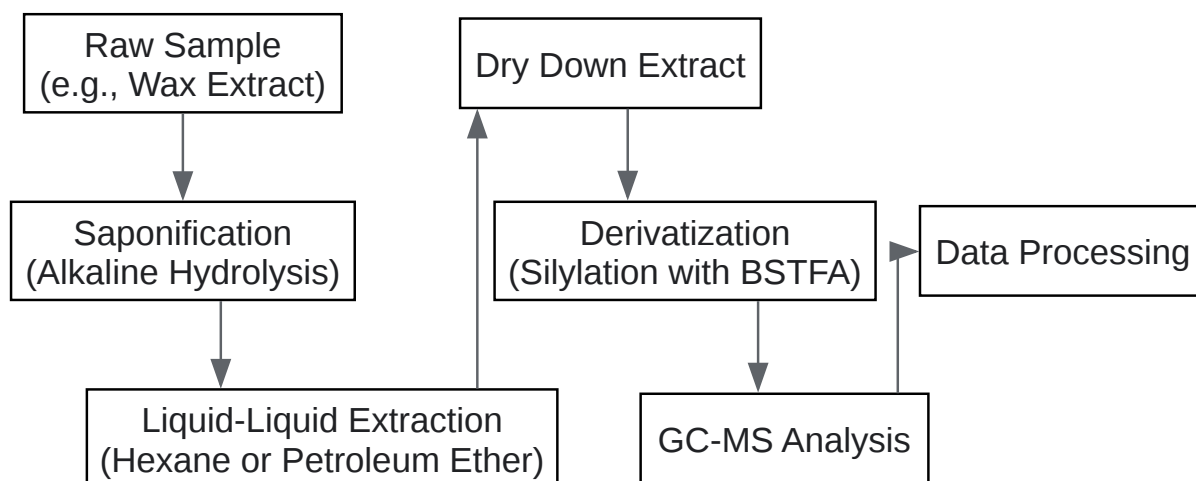 Raw Sample
(e.g., Wax Extract)
Saponification
(Alkaline Hydrolysis)
Liquid-Liquid Extraction
(Hexane or Petroleum Ether)
Dry Down Extract
Derivatization
(Silylation with BSTFA)
GC-MS Analysis
Data Processing